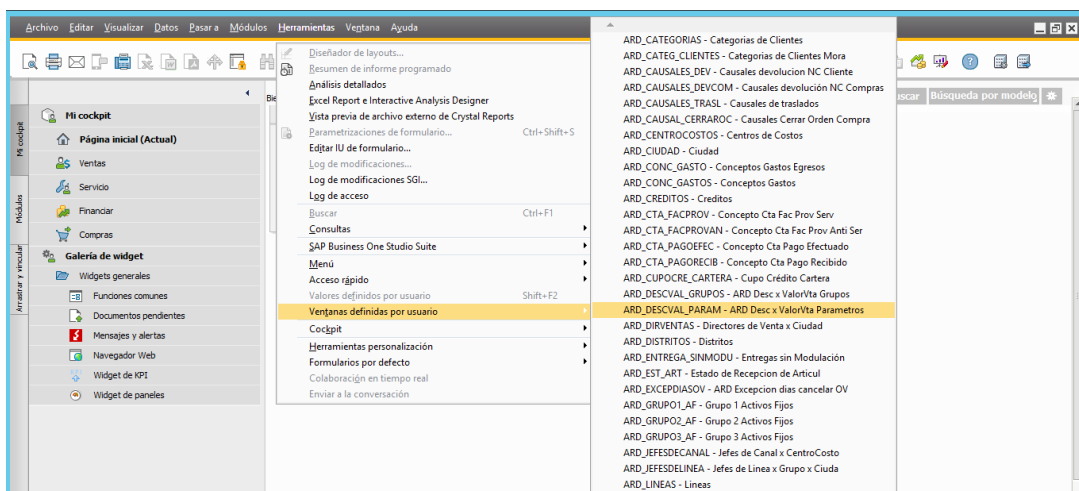 Archivo Editar Visualizar Datos Pasar a Módulos Herramientas Ventana Ayuda
Mi cockpit
Módulos
Arrastrar y vincular
Mi cockpit
Página inicial (Actual)
Ventas
Servicio
Financiar
Compras
Galería de widget
Widgets generales
Funciones comunes
Documentos pendientes
Mensajes y alertas
Navegador Web
Widget de KPI
Widget de paneles
Bie
Diseñador de layouts...
Resumen de informe programado
Análisis detallados
Excel Report e Interactive Analysis Designer
Vista previa de archivo externo de Crystal Reports
Parametrizaciones de formulario... Ctrl+Shift+S
Editar IU de formulario...
Log de modificaciones...
Log de modificaciones SGI...
Log de acceso
Buscar Ctrl+F1
Consultas
SAP Business One Studio Suite
Menú
Acceso rápido
Valores definidos por usuario Shift+F2
Ventanas definidas por usuario
Cockpit
Herramientas personalización
Formularios por defecto
Colaboración en tiempo real
Enviar a la conversación
ARD_CATEGORIAS - Categorias de Clientes
ARD_CATEG_CLIENTES - Categorias de Clientes Mora
ARD_CAUSALES_DEV - Causales devolucion NC Cliente
ARD_CAUSALES_DEVCOM - Causales devolución NC Compras
ARD_CAUSALES_TRASL - Causales de traslados
ARD_CAUSAL_CERRAROC - Causales Cerrar Orden Compra
ARD_CENTROCOSTOS - Centros de Costos
ARD_CIUDAD - Ciudad
ARD_CONC_GASTO - Conceptos Gastos Egresos
ARD_CONC_GASTOS - Conceptos Gastos
ARD_CREDITOS - Creditos
ARD_CTA_FACPROV - Concepto Cta Fac Prov Serv
ARD_CTA_FACPROVAN - Concepto Cta Fac Prov Anti Ser
ARD_CTA_PAGOEFEC - Concepto Cta Pago Efectuado
ARD_CTA_PAGORECIB - Concepto Cta Pago Recibido
ARD_CUPOCRE_CARTERA - Cupo Crédito Cartera
ARD_DESCVAL_GRUPOS - ARD Desc x ValorVta Grupos
ARD_DESCVAL_PARAM - ARD Desc x ValorVta Parametros
ARD_DIRVENTAS - Directores de Venta x Ciudad
ARD_DISTRITOS - Distritos
ARD_ENTREGA_SINMODU - Entregas sin Modulación
ARD_EST_ART - Estado de Recepcion de Articul
ARD_EXCEPDIASOV - ARD Excepcion dias cancelar OV
ARD_GRUPO1_AF - Grupo 1 Activos Fijos
ARD_GRUPO2_AF - Grupo 2 Activos Fijos
ARD_GRUPO3_AF - Grupo 3 Activos Fijos
ARD_JEFESDECANAL - Jefes de Canal x CentroCosto
ARD_JEFESDELINEA - Jefes de Linea x Grupo x Ciuda
ARD_LINEAS - Lineas
uscar Búsqueda por modelo